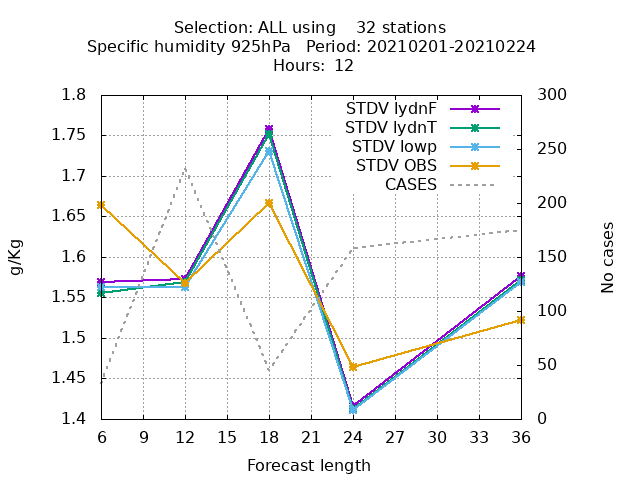 Selection: ALL using    32 stations
Specific humidity 925hPa   Period: 20210201-20210224
Hours: 12
STDV lydnF
STDV lydnT
STDV lowp
STDV OBS
CASES
g/Kg
1.8
1.75
1.7
1.65
1.6
1.55
1.5
1.45
1.4
300
250
200
150
100
50
0
No cases
6 9 12 15 18 21 24 27 30 33 36
Forecast length